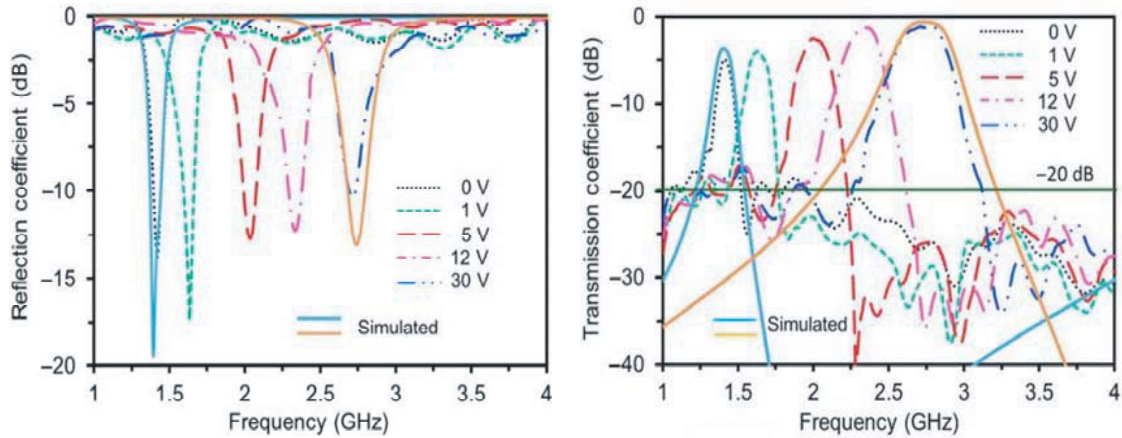 0
−5
−10
−15
−20
Reflection coefficient (dB)
0 V
1 V
5 V
12 V
30 V
Simulated
1
1.5
2
2.5
3
3.5
4
Frequency (GHz)
0
−10
−20
−30
−40
Transmission coefficient (dB)
0 V
1 V
5 V
12 V
30 V
−20 dB
Simulated
1
1.5
2
2.5
3
3.5
4
Frequency (GHz)